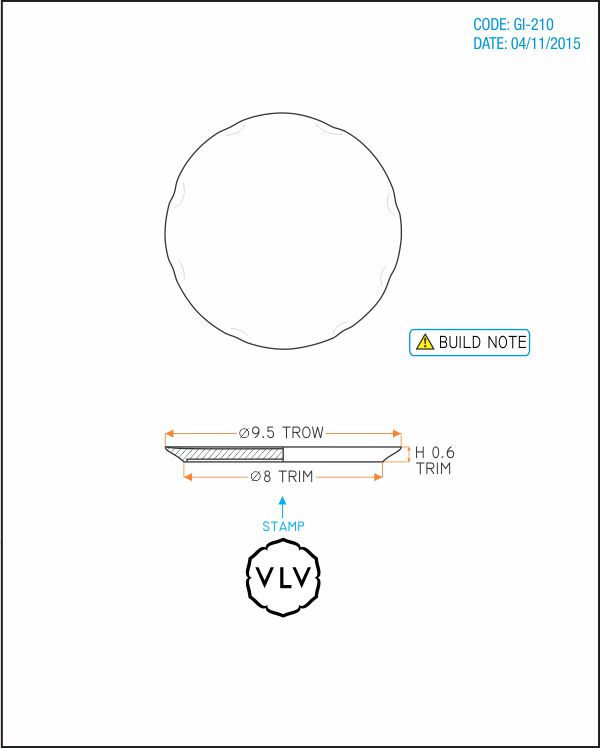 CODE: GI-210
DATE: 04/11/2015
BUILD NOTE
⌀9.5 TROW
H 0.6
TRIM
⌀8 TRIM
STAMP
VLV